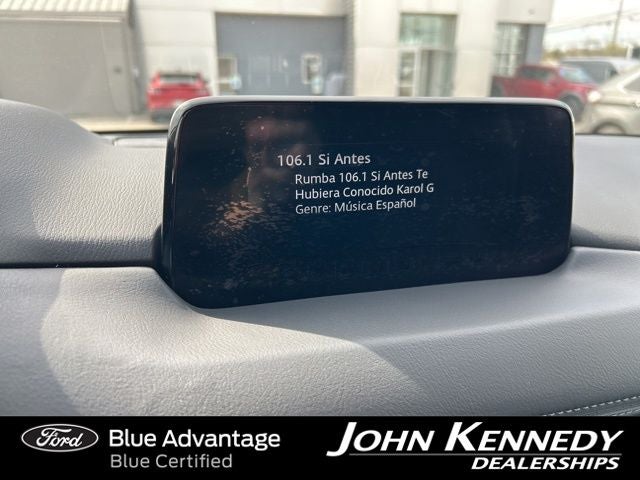 106.1 Si Antes
Rumba 106.1 Si Antes Te
Hubiera Conocido Karol G
Genre: Música Español
Ford
Blue Advantage
Blue Certified
JOHN KENNEDY
DEALERSHIPS